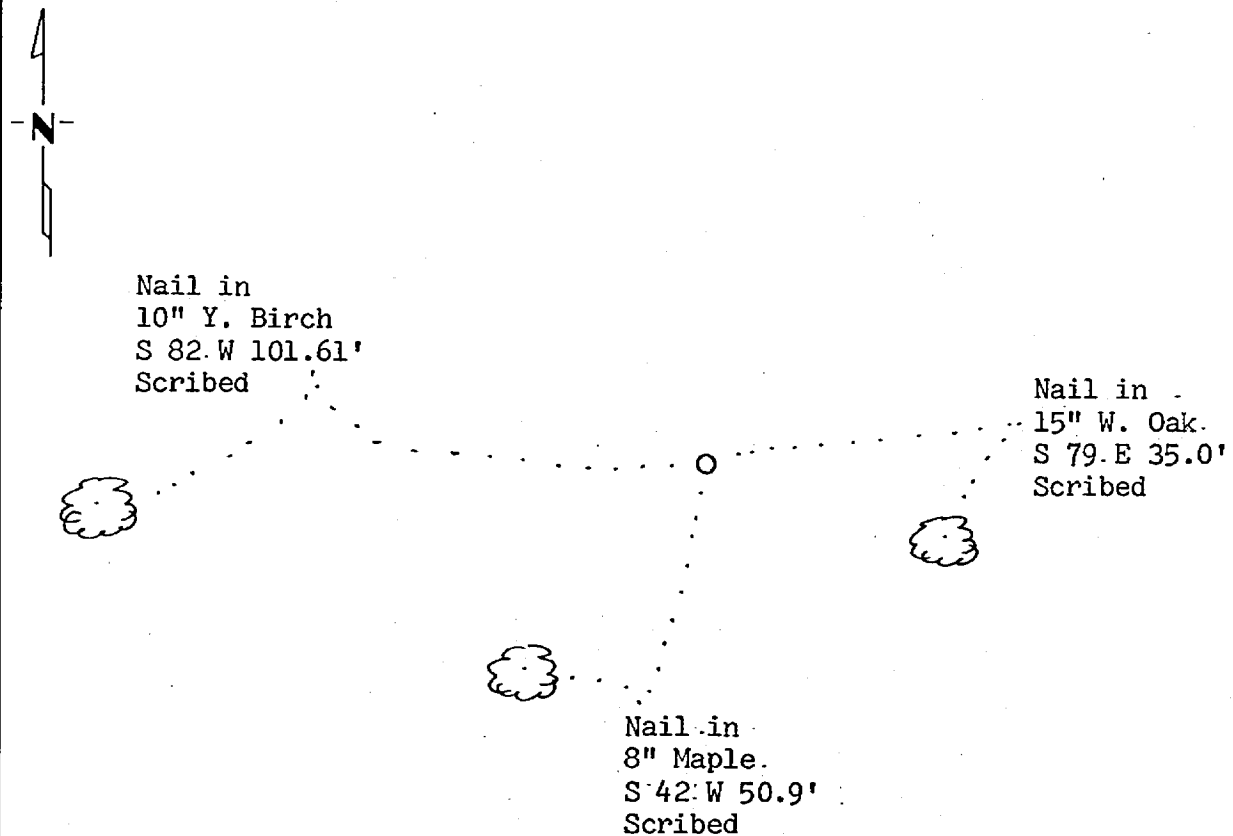 N
Nail in
10" Y. Birch
S 82 W 101.61'
Scribed
Nail in
15" W. Oak
S 79 E 35.0'
Scribed
Nail in
8" Maple
S 42 W 50.9'
Scribed